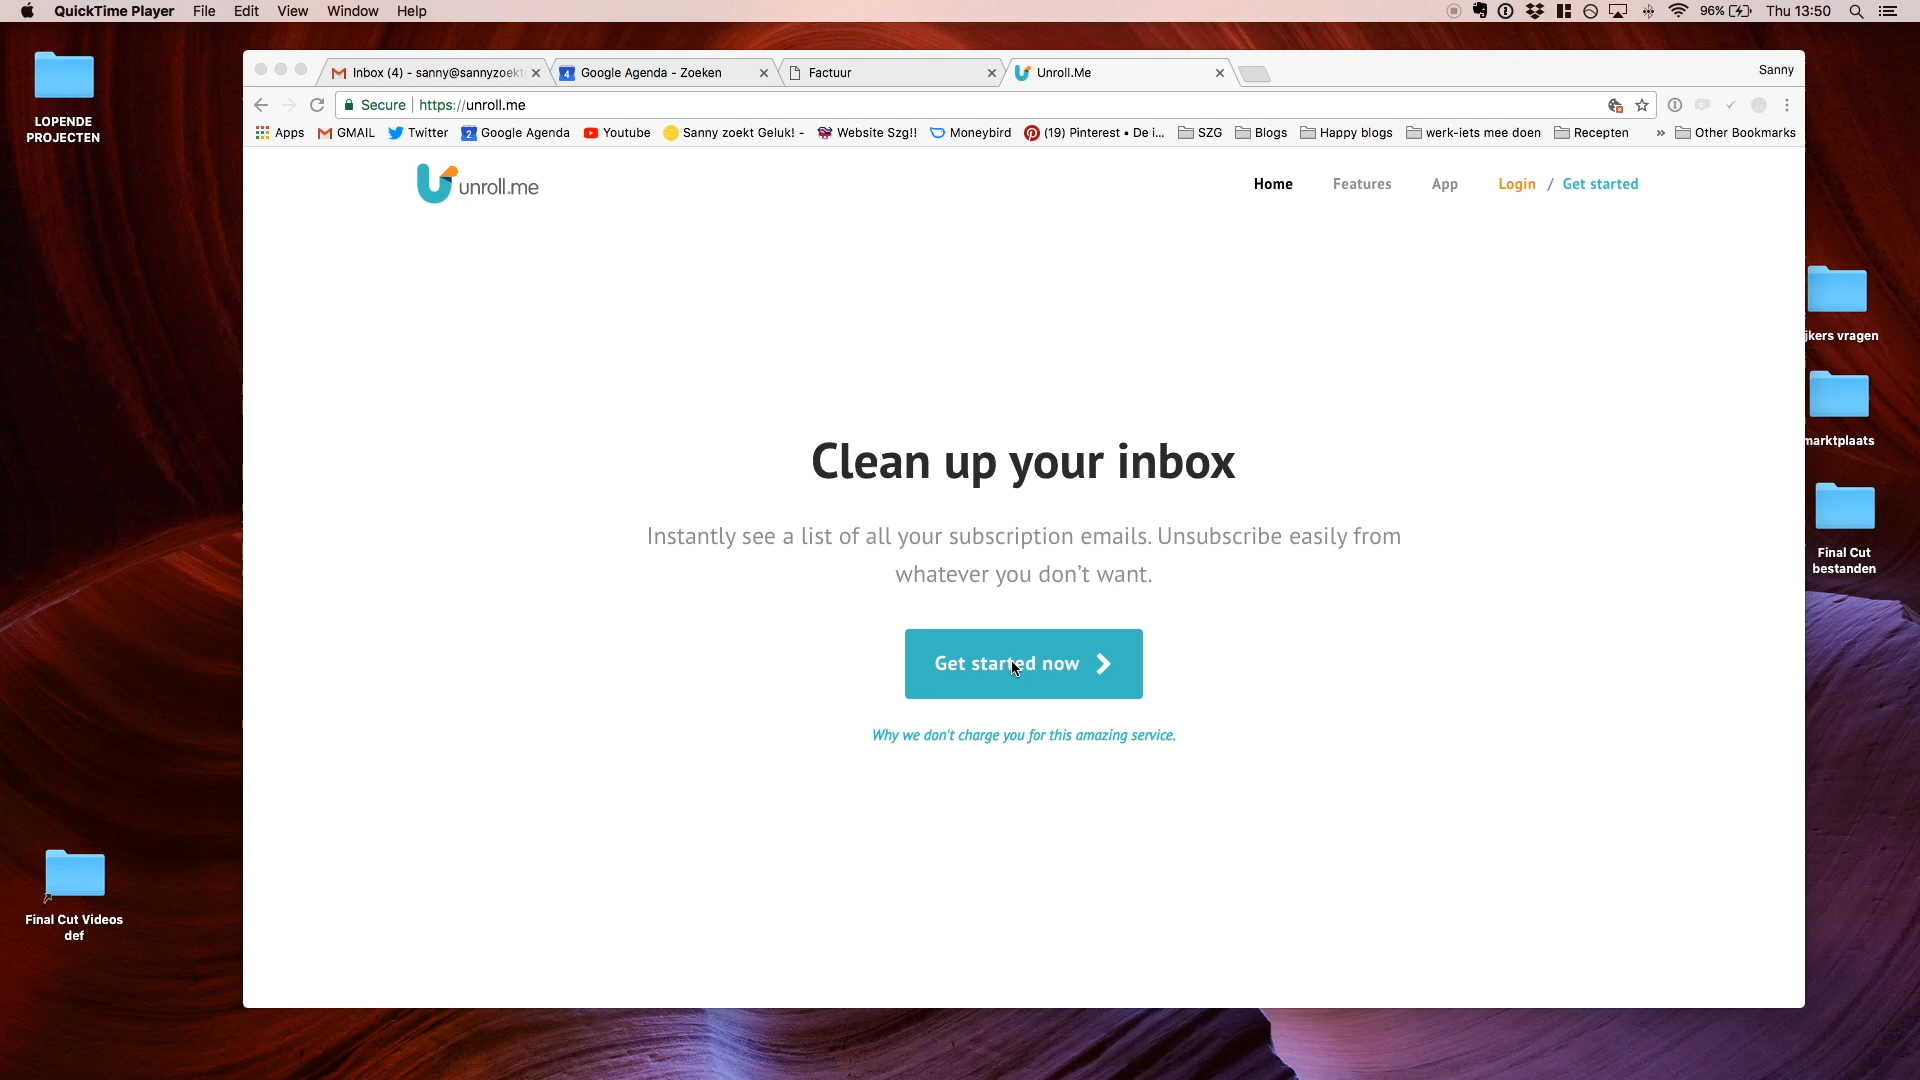 QuickTime Player File Edit View Window Help
96% Thu 13:50
LOPENDE
PROJECTEN
Inbox (4) - sanny@sannyzoekt
Google Agenda - Zoeken
Factuur
Unroll.Me
Sanny
Secure | https://unroll.me
Apps GMAIL Twitter Google Agenda Youtube Sanny zoekt Geluk! - Website Szg!! Moneybird (19) Pinterest • De i... SZG Blogs Happy blogs werk-iets mee doen Recepten » Other Bookmarks
unroll.me
Home Features App Login / Get started
jkers vragen
marktplaats
Final Cut
bestanden
Clean up your inbox
Instantly see a list of all your subscription emails. Unsubscribe easily from
whatever you don’t want.
Get started now
Why we don't charge you for this amazing service.
Final Cut Videos
def